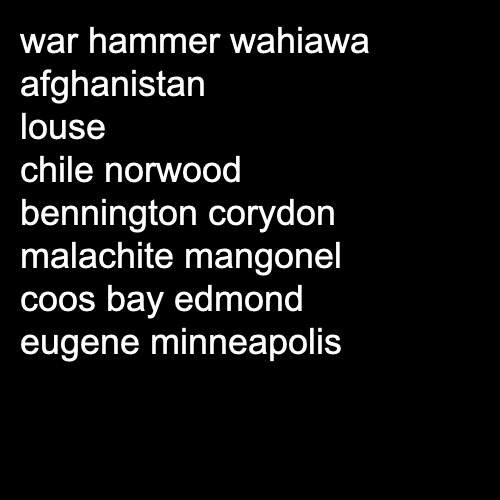 war hammer wahiawa
afghanistan
louse
chile norwood
bennington corydon
malachite mangonel
coos bay edmond
eugene minneapolis